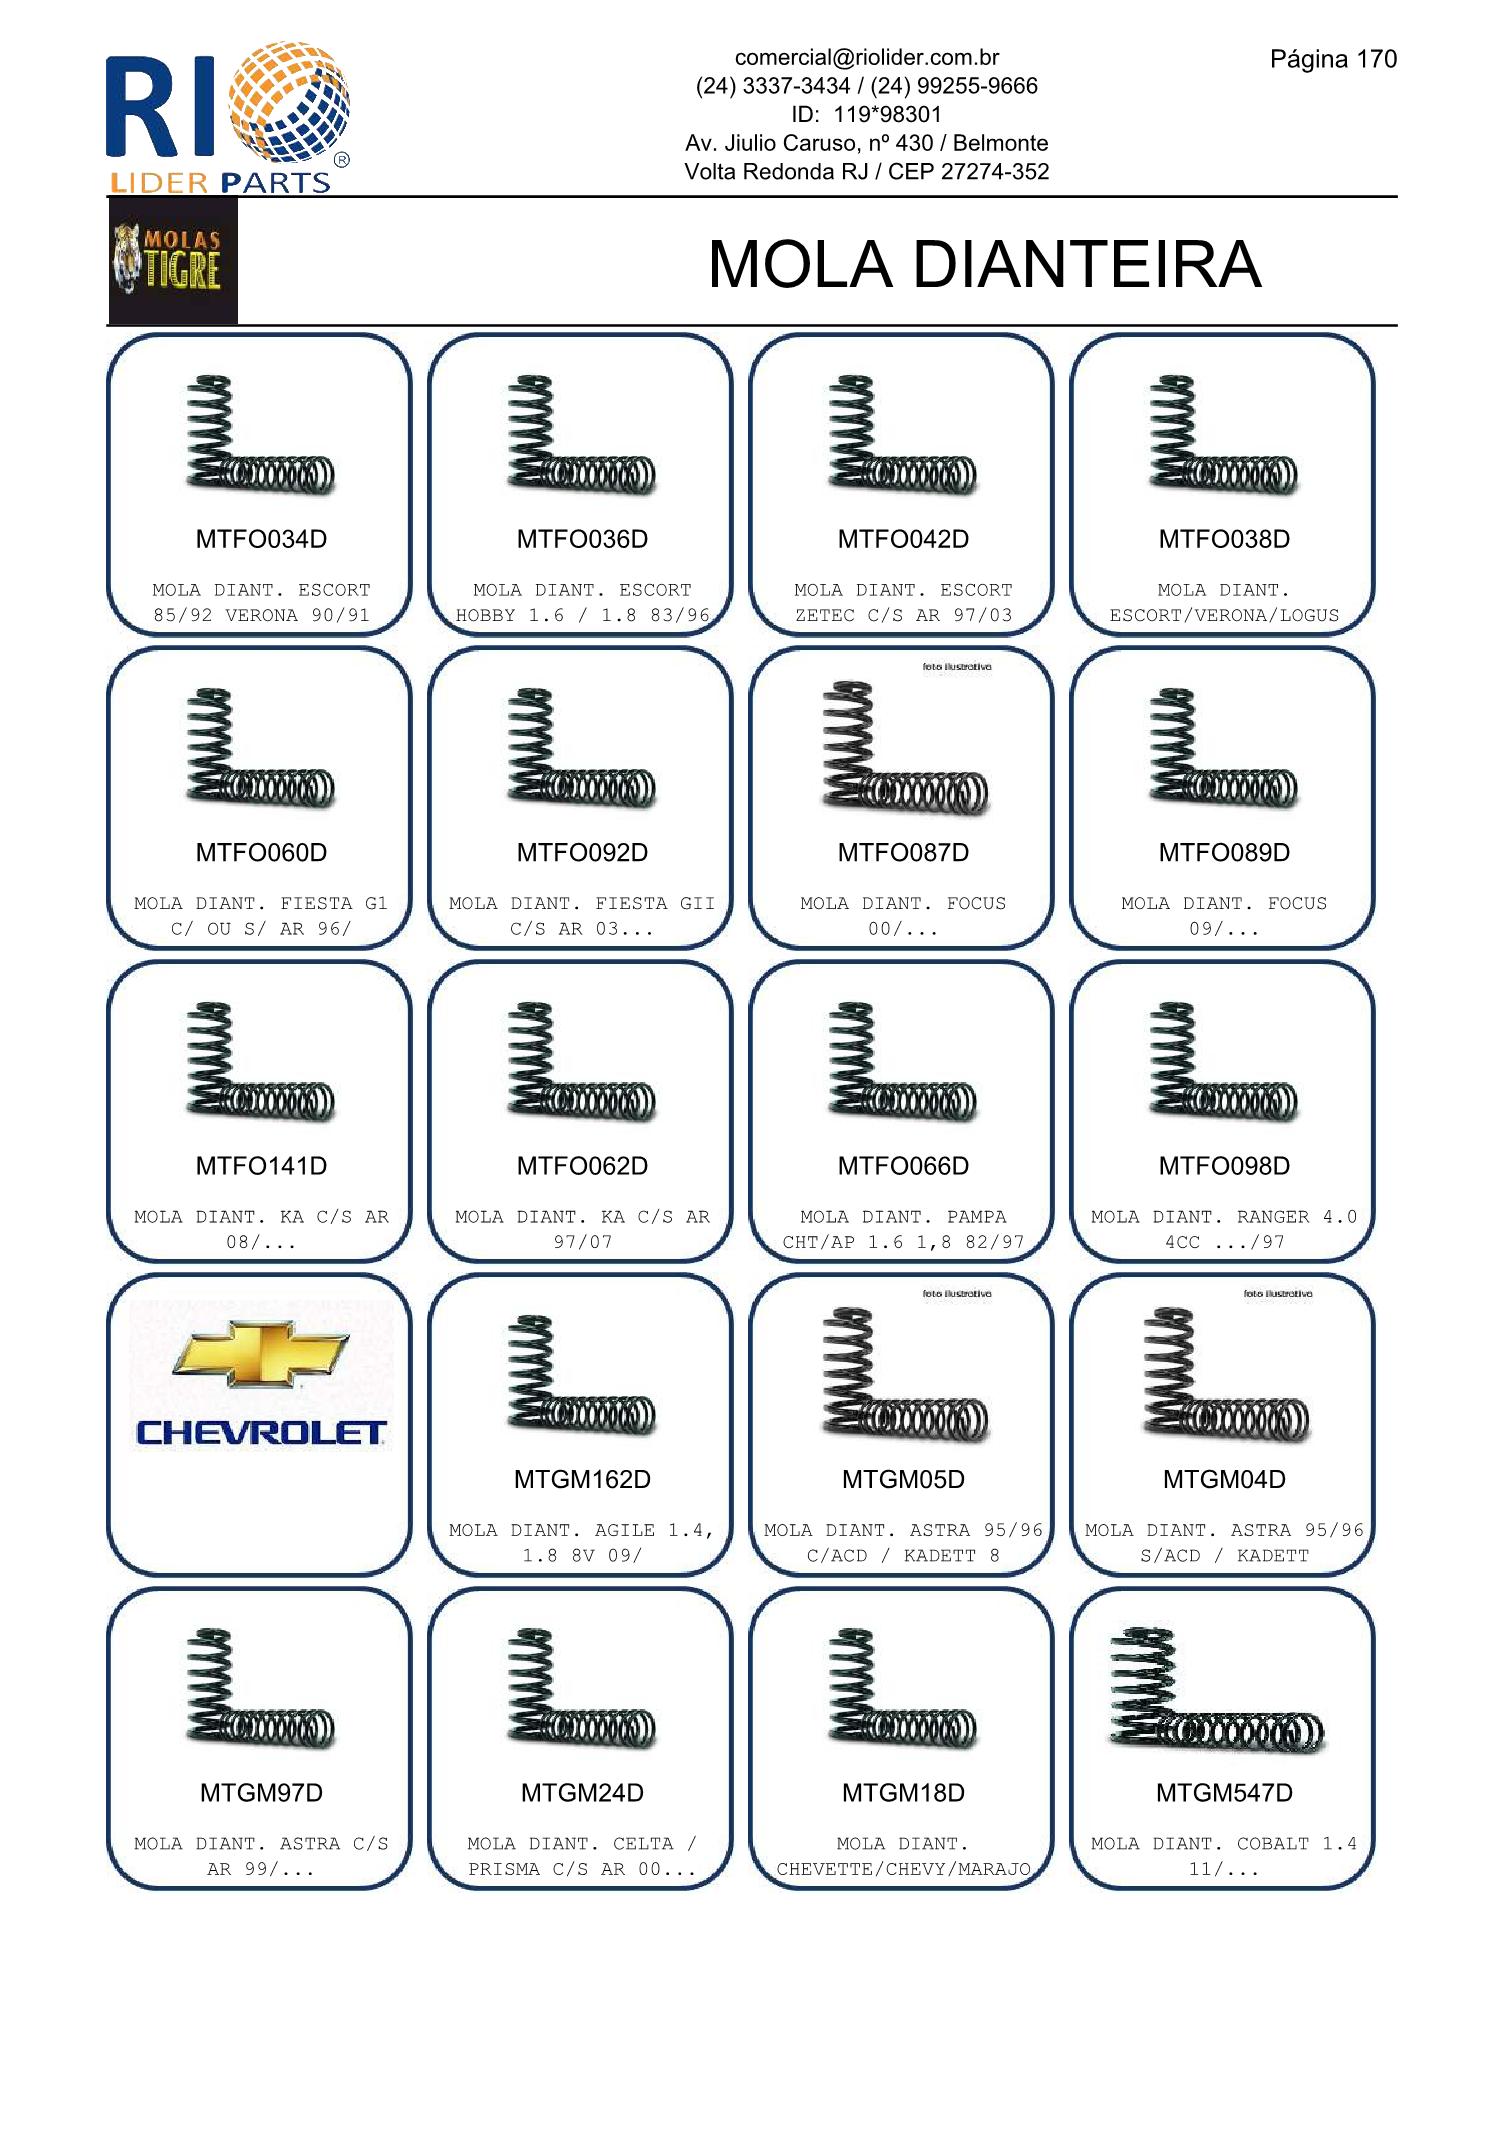 RIO
®
LIDER PARTS
comercial@riolider.com.br
(24) 3337-3434 / (24) 99255-9666
ID: 119*98301
Av. Jiulio Caruso, nº 430 / Belmonte
Volta Redonda RJ / CEP 27274-352
Página 170
MOLAS
TIGRE
MOLA DIANTEIRA
MTFO034D
MOLA DIANT. ESCORT
85/92 VERONA 90/91
MTFO036D
MOLA DIANT. ESCORT
HOBBY 1.6 / 1.8 83/96
MTFO042D
MOLA DIANT. ESCORT
ZETEC C/S AR 97/03
MTFO038D
MOLA DIANT.
ESCORT/VERONA/LOGUS
MTFO060D
MOLA DIANT. FIESTA G1
C/ OU S/ AR 96/
MTFO092D
MOLA DIANT. FIESTA GII
C/S AR 03...
foto ilustrativa
MTFO087D
MOLA DIANT. FOCUS
00/...
MTFO089D
MOLA DIANT. FOCUS
09/...
MTFO141D
MOLA DIANT. KA C/S AR
08/...
MTFO062D
MOLA DIANT. KA C/S AR
97/07
MTFO066D
MOLA DIANT. PAMPA
CHT/AP 1.6 1,8 82/97
MTFO098D
MOLA DIANT. RANGER 4.0
4CC .../97
CHEVROLET
MTGM162D
MOLA DIANT. AGILE 1.4,
1.8 8V 09/
foto ilustrativa
MTGM05D
MOLA DIANT. ASTRA 95/96
C/ACD / KADETT 8
foto ilustrativa
MTGM04D
MOLA DIANT. ASTRA 95/96
S/ACD / KADETT
MTGM97D
MOLA DIANT. ASTRA C/S
AR 99/...
MTGM24D
MOLA DIANT. CELTA /
PRISMA C/S AR 00...
MTGM18D
MOLA DIANT.
CHEVETTE/CHEVY/MARAJO
MTGM547D
MOLA DIANT. COBALT 1.4
11/...